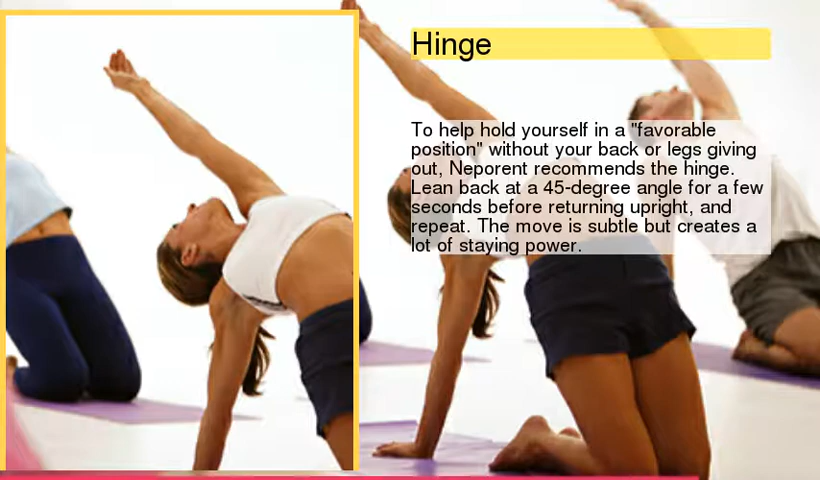 Hinge
To help hold yourself in a "favorable
position" without your back or legs giving
out, Neporent recommends the hinge.
Lean back at a 45-degree angle for a few
seconds before returning upright, and
repeat. The move is subtle but creates a
lot of staying power.